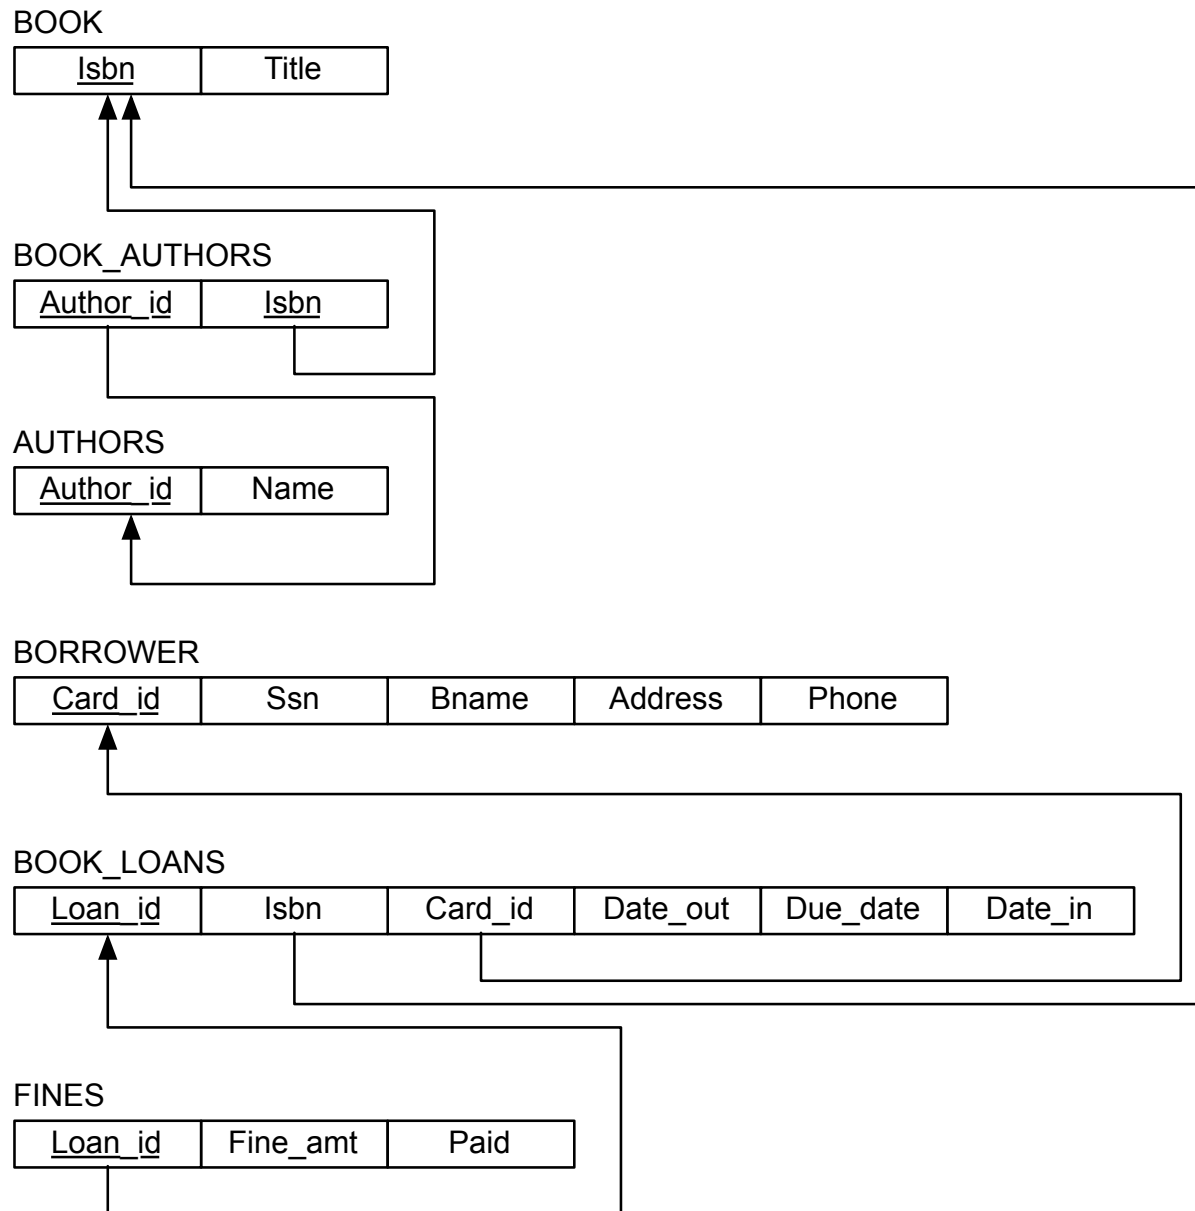 BOOK
Isbn Title
BOOK_AUTHORS
Author_id Isbn
AUTHORS
Author_id Name
BORROWER
Card_id Ssn Bname Address Phone
BOOK_LOANS
Loan_id Isbn Card_id Date_out Due_date Date_in
FINES
Loan_id Fine_amt Paid